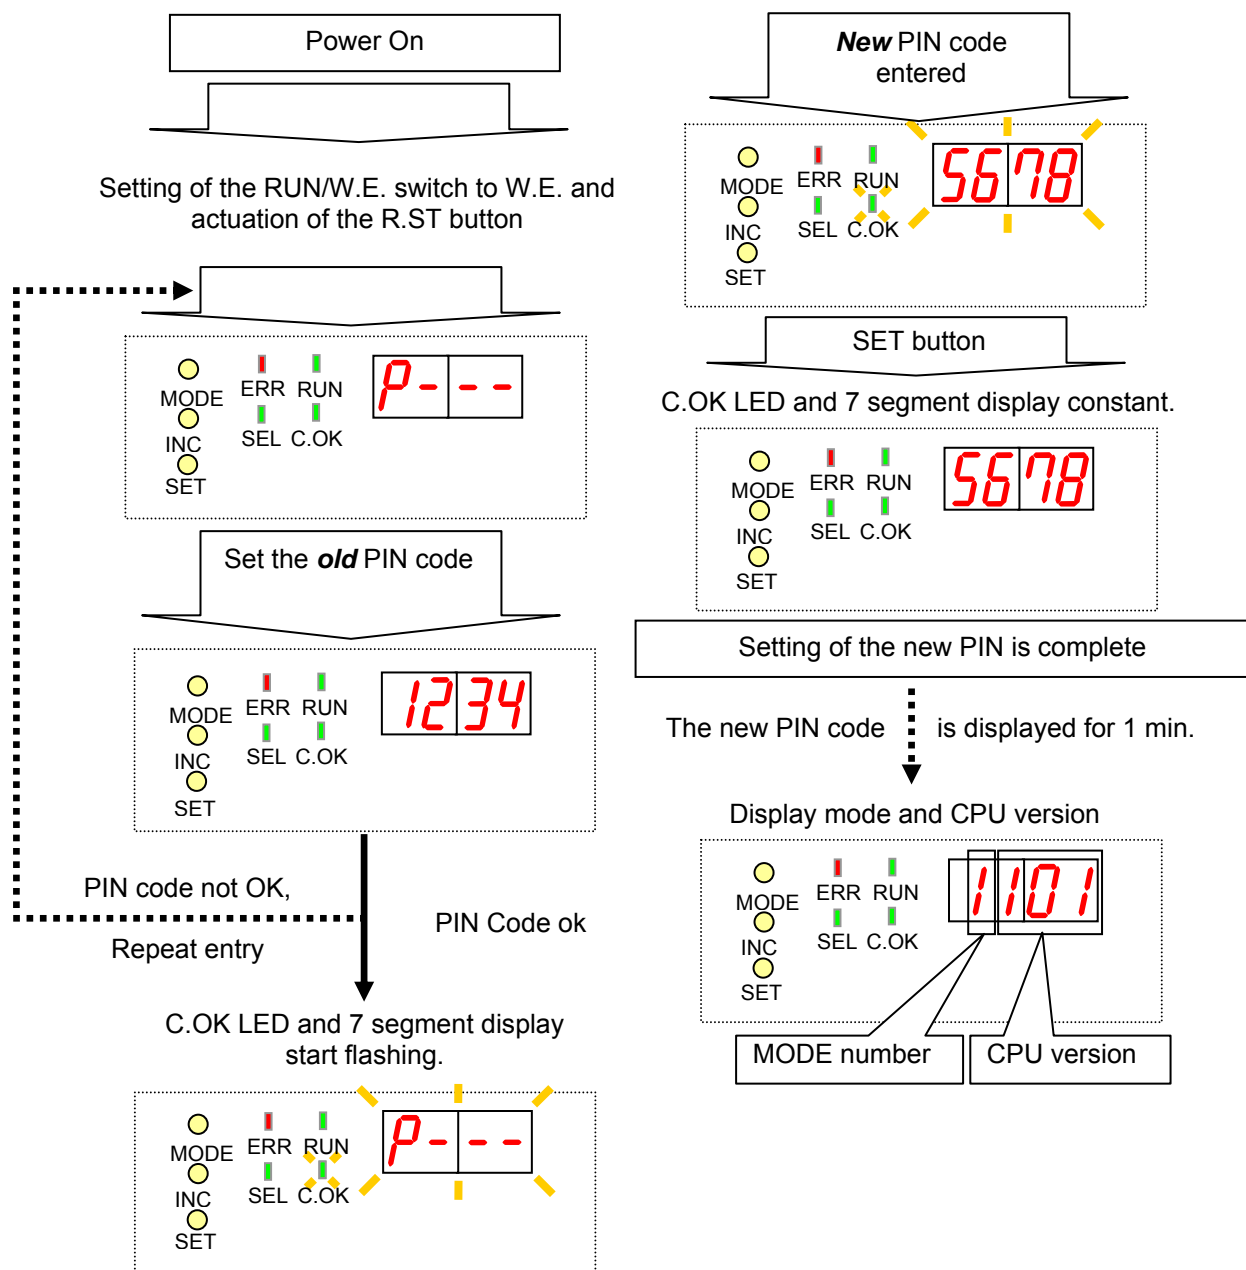 Power On
Setting of the RUN/W.E. switch to W.E. and
actuation of the R.ST button
MODE
INC
SET
ERR RUN
SEL C.OK
P---
Set the old PIN code
MODE
INC
SET
ERR RUN
SEL C.OK
1234
PIN code not OK,
Repeat entry
PIN Code ok
C.OK LED and 7 segment display
start flashing.
MODE
INC
SET
ERR RUN
SEL C.OK
P---
New PIN code
entered
MODE
INC
SET
ERR RUN
SEL C.OK
5678
SET button
C.OK LED and 7 segment display constant.
MODE
INC
SET
ERR RUN
SEL C.OK
5678
Setting of the new PIN is complete
The new PIN code is displayed for 1 min.
Display mode and CPU version
MODE
INC
SET
ERR RUN
SEL C.OK
1101
MODE number
CPU version